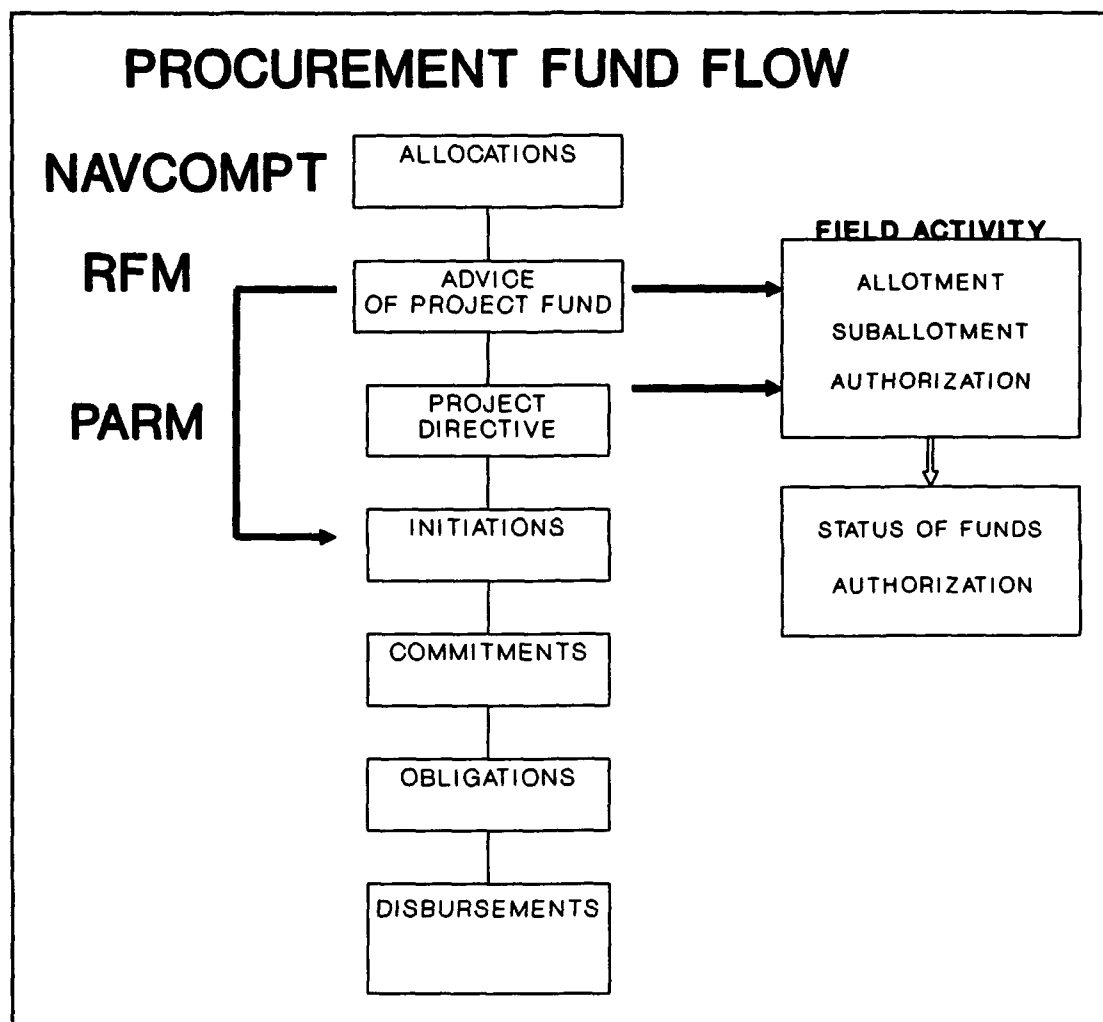 PROCUREMENT FUND FLOW
NAVCOMPT
ALLOCATIONS
RFM
ADVICE
OF PROJECT FUND
PARM
PROJECT
DIRECTIVE
INITIATIONS
COMMITMENTS
OBLIGATIONS
DISBURSEMENTS
FIELD ACTIVITY
ALLOTMENT
SUBALLOTMENT
AUTHORIZATION
STATUS OF FUNDS
AUTHORIZATION